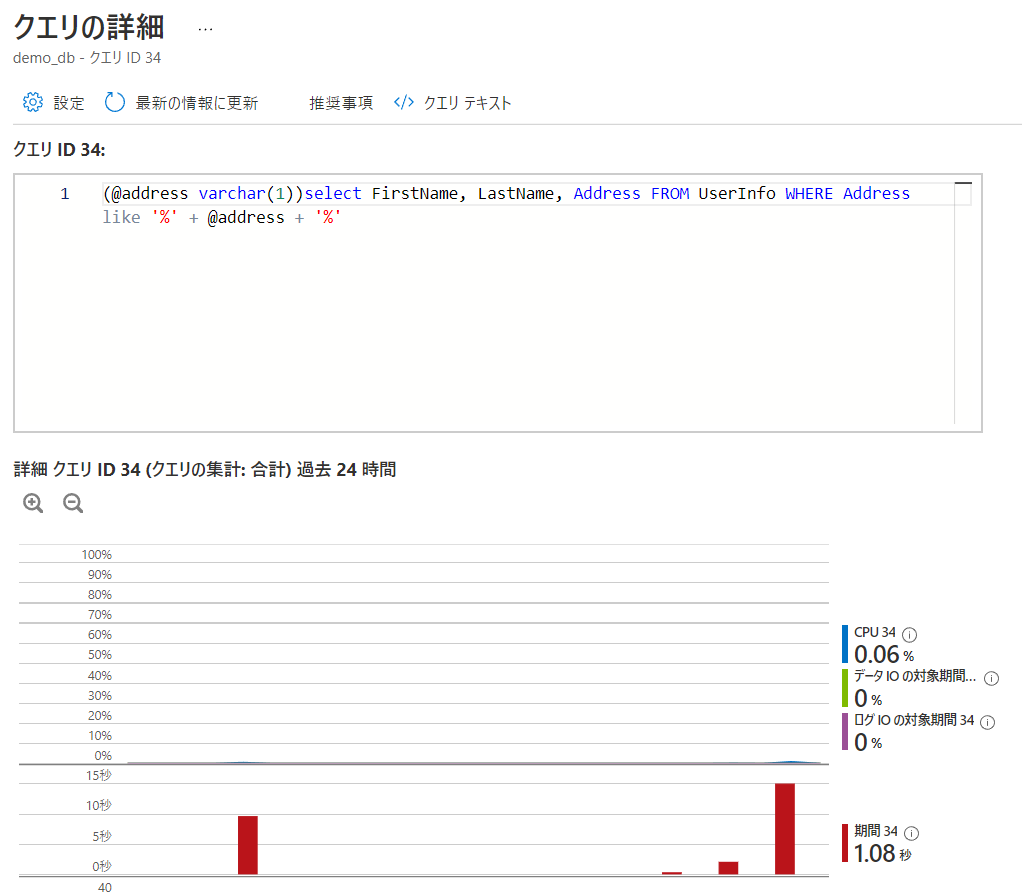 クエリの詳細 ...
demo_db - クエリ ID 34
設定 最新の情報に更新 推奨事項 </> クエリ テキスト
クエリ ID 34:
1 (@address varchar(1))select FirstName, LastName, Address FROM UserInfo WHERE Address
like '%' + @address + '%'
詳細 クエリ ID 34 (クエリの集計: 合計) 過去 24 時間
100%
90%
80%
70%
60%
50%
40%
30%
20%
10%
0%
CPU 34
0.06 %
データ IO の対象期間...
0 %
ログ IO の対象期間 34
0 %
15秒
10秒
5秒
0秒
40
期間 34
1.08 秒